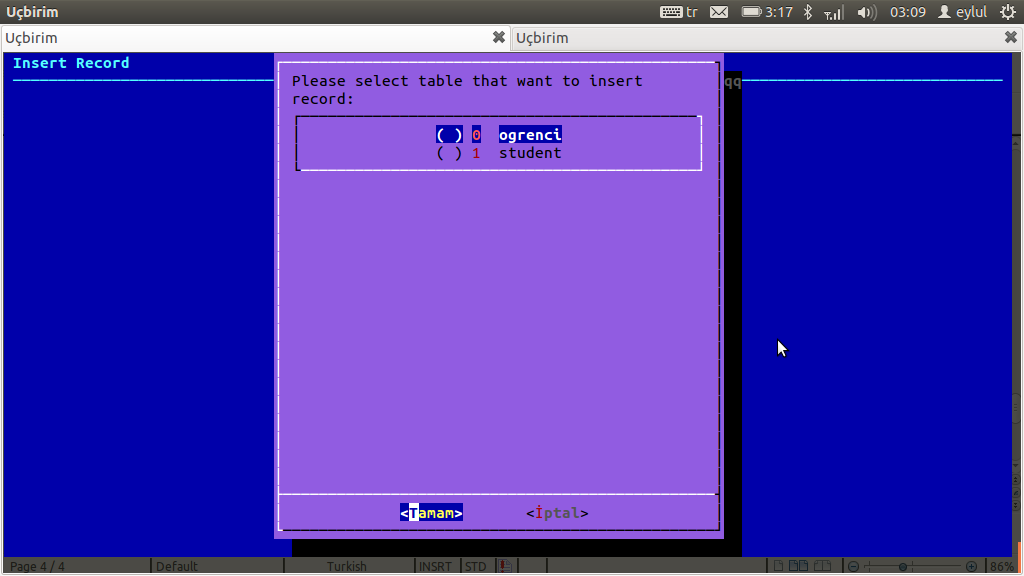 Uçbirim
tr 3:17 03:09 eylul
Uçbirim Uçbirim
Insert Record
qq
Please select table that want to insert
record:
( ) 0 ogrenci
( ) 1 student
<Tamam> <İptal>
Page 4 / 4 Default Turkish INSRT STD 86%